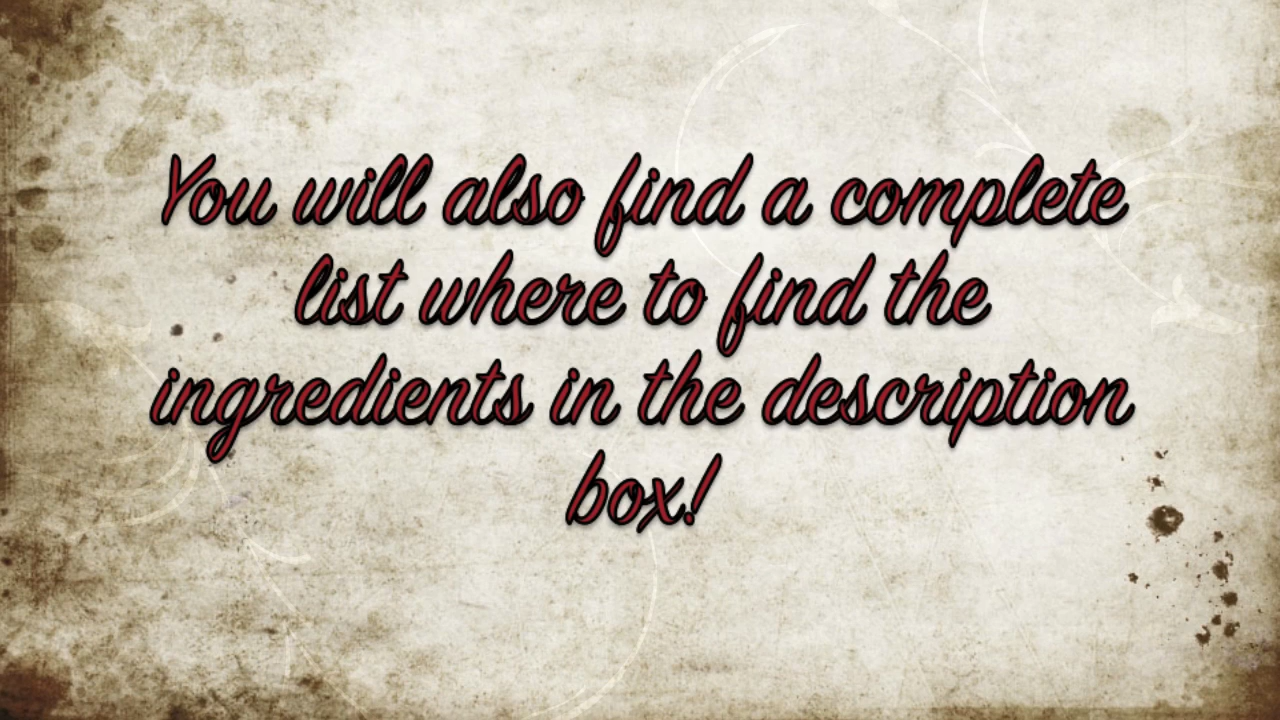 You will also find a complete
list where to find the
ingredients in the description
box!